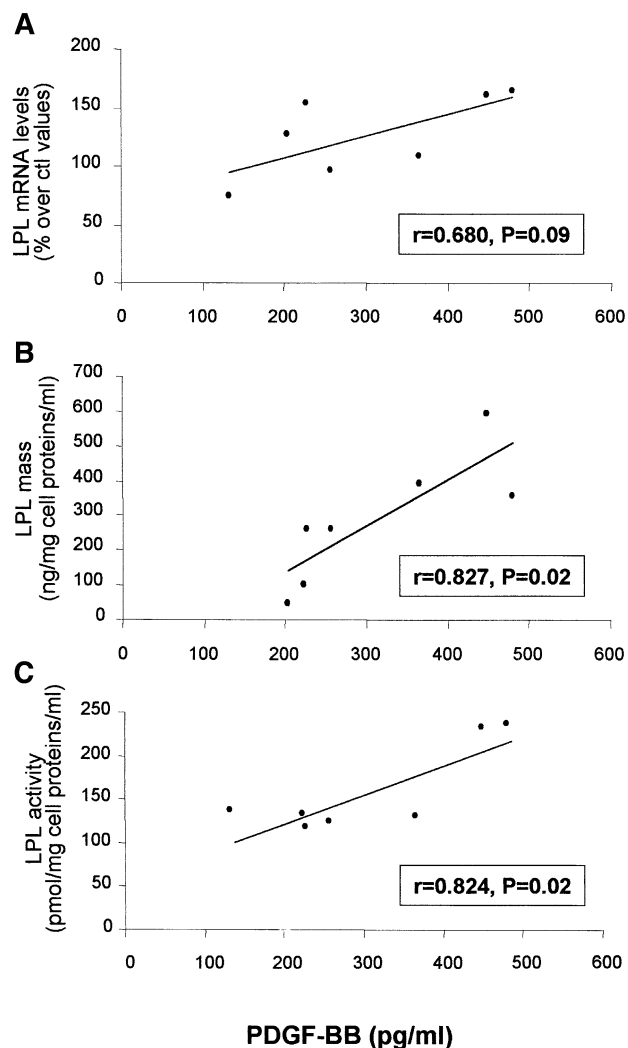 A
LPL mRNA levels
(% over ctl values)
200
150
100
50
0
r=0.680, P=0.09
0 100 200 300 400 500 600
B
LPL mass
(ng/mg cell proteins/ml)
700
600
500
400
300
200
100
0
r=0.827, P=0.02
0 100 200 300 400 500 600
C
LPL activity
(pmol/mg cell proteins/ml)
250
200
150
100
50
0
r=0.824, P=0.02
0 100 200 300 400 500 600
PDGF-BB (pg/ml)